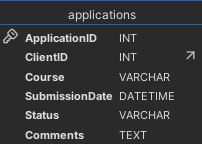 applications
ApplicationID INT
ClientID INT
Course VARCHAR
SubmissionDate DATETIME
Status VARCHAR
Comments TEXT